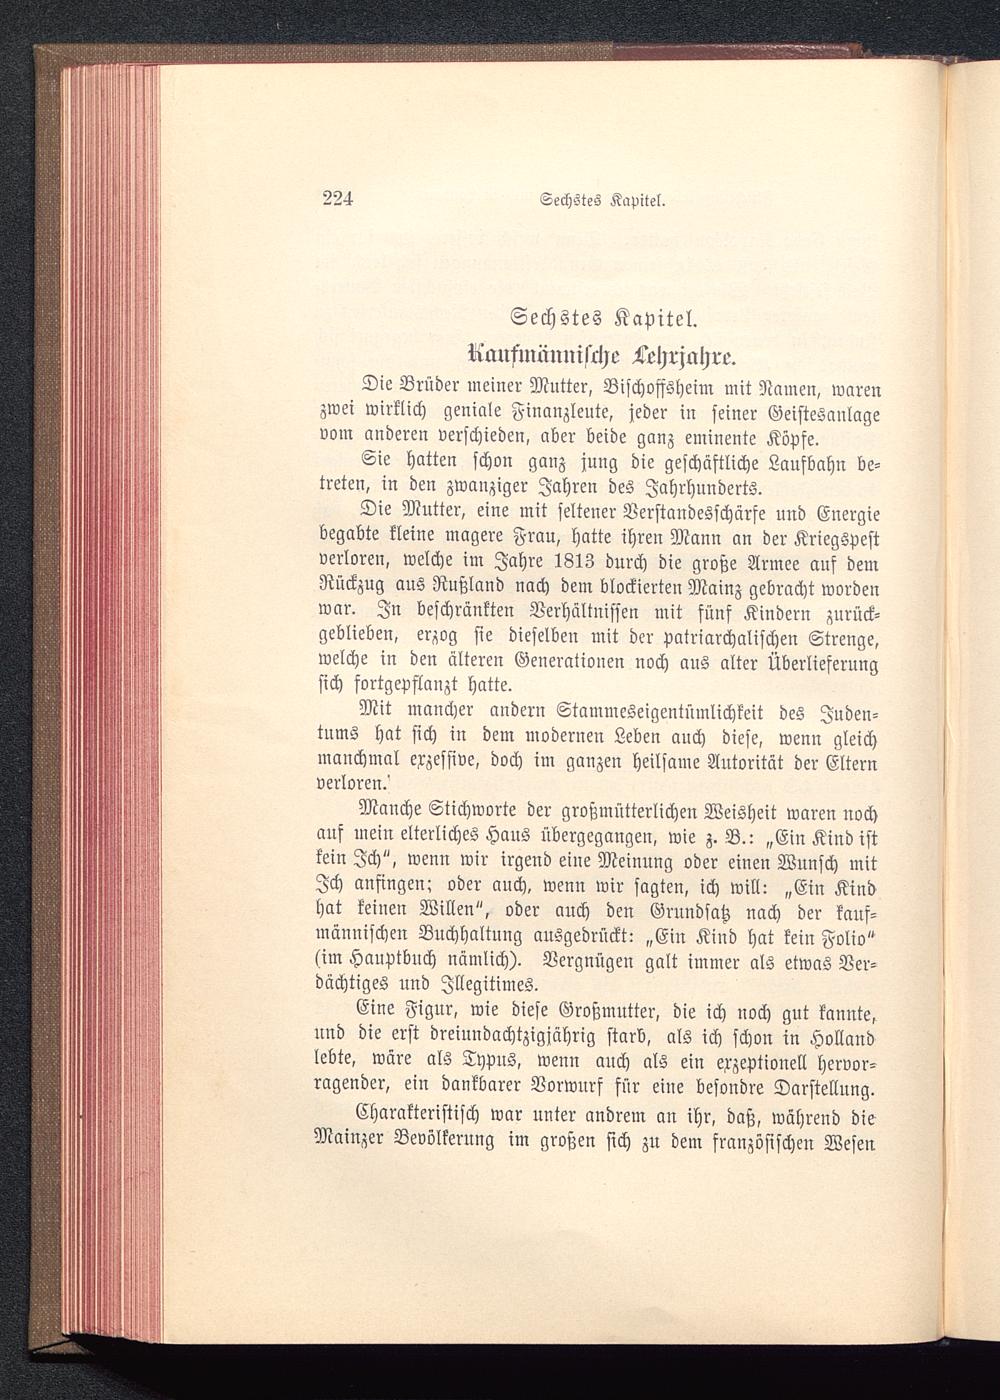 224 Sechstes Kapitel.
Sechstes Kapitel.
Kaufmännische Lehrjahre.
Die Brüder meiner Mutter, Bischoffsheim mit Namen, waren
zwei wirklich geniale Finanzleute, jeder in seiner Geistesanlage
vom anderen verschieden, aber beide ganz eminente Köpfe.
Sie hatten schon ganz jung die geschäftliche Laufbahn be-
treten, in den zwanziger Jahren des Jahrhunderts.
Die Mutter, eine mit seltener Verstandesschärfe und Energie
begabte kleine magere Frau, hatte ihren Mann an der Kriegspest
verloren, welche im Jahre 1813 durch die große Armee auf dem
Rückzug aus Rußland nach dem blockierten Mainz gebracht worden
war. In beschränkten Verhältnissen mit fünf Kindern zurück-
geblieben, erzog sie dieselben mit der patriarchalischen Strenge,
welche in den älteren Generationen noch aus alter Überlieferung
sich fortgepflanzt hatte.
Mit mancher andern Stammeseigentümlichkeit des Juden-
tums hat sich in dem modernen Leben auch diese, wenn gleich
manchmal exzessive, doch im ganzen heilsame Autorität der Eltern
verloren.
Manche Stichworte der großmütterlichen Weisheit waren noch
auf mein elterliches Haus übergegangen, wie z. B.: „Ein Kind ist
kein Ich“, wenn wir irgend eine Meinung oder einen Wunsch mit
Ich anfingen; oder auch, wenn wir sagten, ich will: „Ein Kind
hat keinen Willen“, oder auch den Grundsatz nach der kauf-
männischen Buchhaltung ausgedrückt: „Ein Kind hat kein Folio“
(im Hauptbuch nämlich). Vergnügen galt immer als etwas Ver-
dächtiges und Illegitimes.
Eine Figur, wie diese Großmutter, die ich noch gut kannte,
und die erst dreiundachtzigjährig starb, als ich schon in Holland
lebte, wäre als Typus, wenn auch als ein exzeptionell hervor-
ragender, ein dankbarer Vorwurf für eine besondre Darstellung.
Charakteristisch war unter andrem an ihr, daß, während die
Mainzer Bevölkerung im großen sich zu dem französischen Wesen